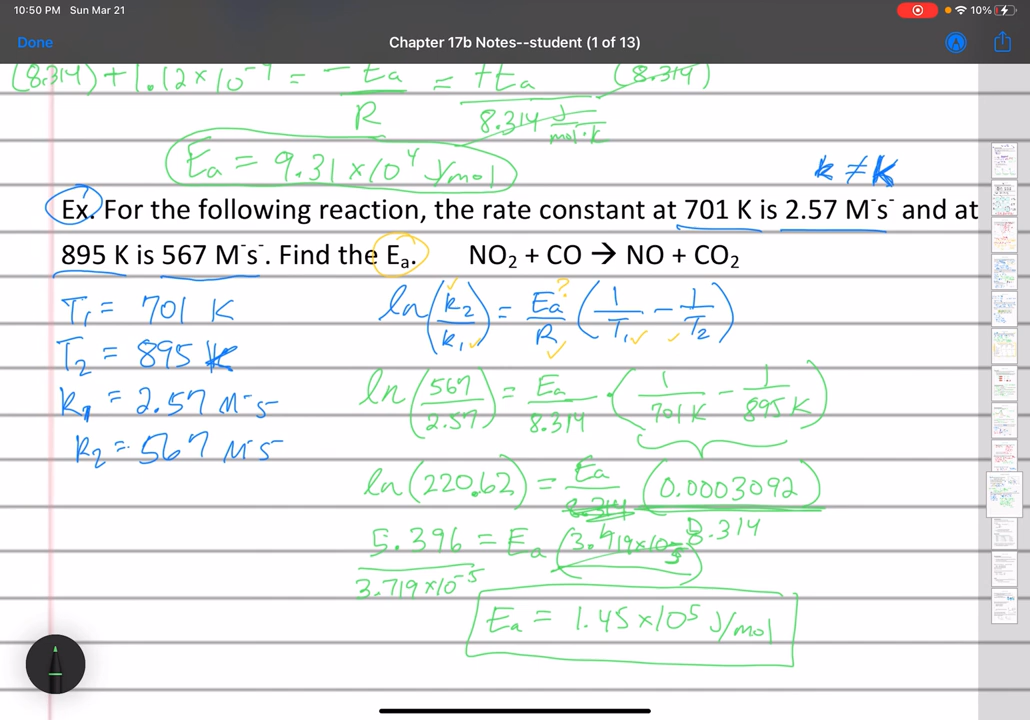 10:50 PM Sun Mar 21
10%
Done
Chapter 17b Notes--student (1 of 13)
(8.314) + 1.12×10⁻⁴ = -Ea/R = +Ea/8.314 J/mol·K (8.314)
Ea = 9.31×10⁴ J/mol
k ≠ K
Ex. For the following reaction, the rate constant at 701 K is 2.57 M⁻s⁻ and at
895 K is 567 M⁻s⁻. Find the Ea. NO₂ + CO → NO + CO₂
T₁ = 701 K
T₂ = 895 K
k₁ = 2.57 M⁻s⁻
k₂ = 567 M⁻s⁻
ln(k₂/k₁) = Ea?/R (1/T₁ - 1/T₂)
ln(567/2.57) = Ea/8.314 · (1/701 K - 1/895 K)
ln(220.62) = Ea/8.314 (0.0003092)
8.314
5.396 = Ea (3.719×10⁻⁵)
3.719×10⁻⁵
Ea = 1.45×10⁵ J/mol